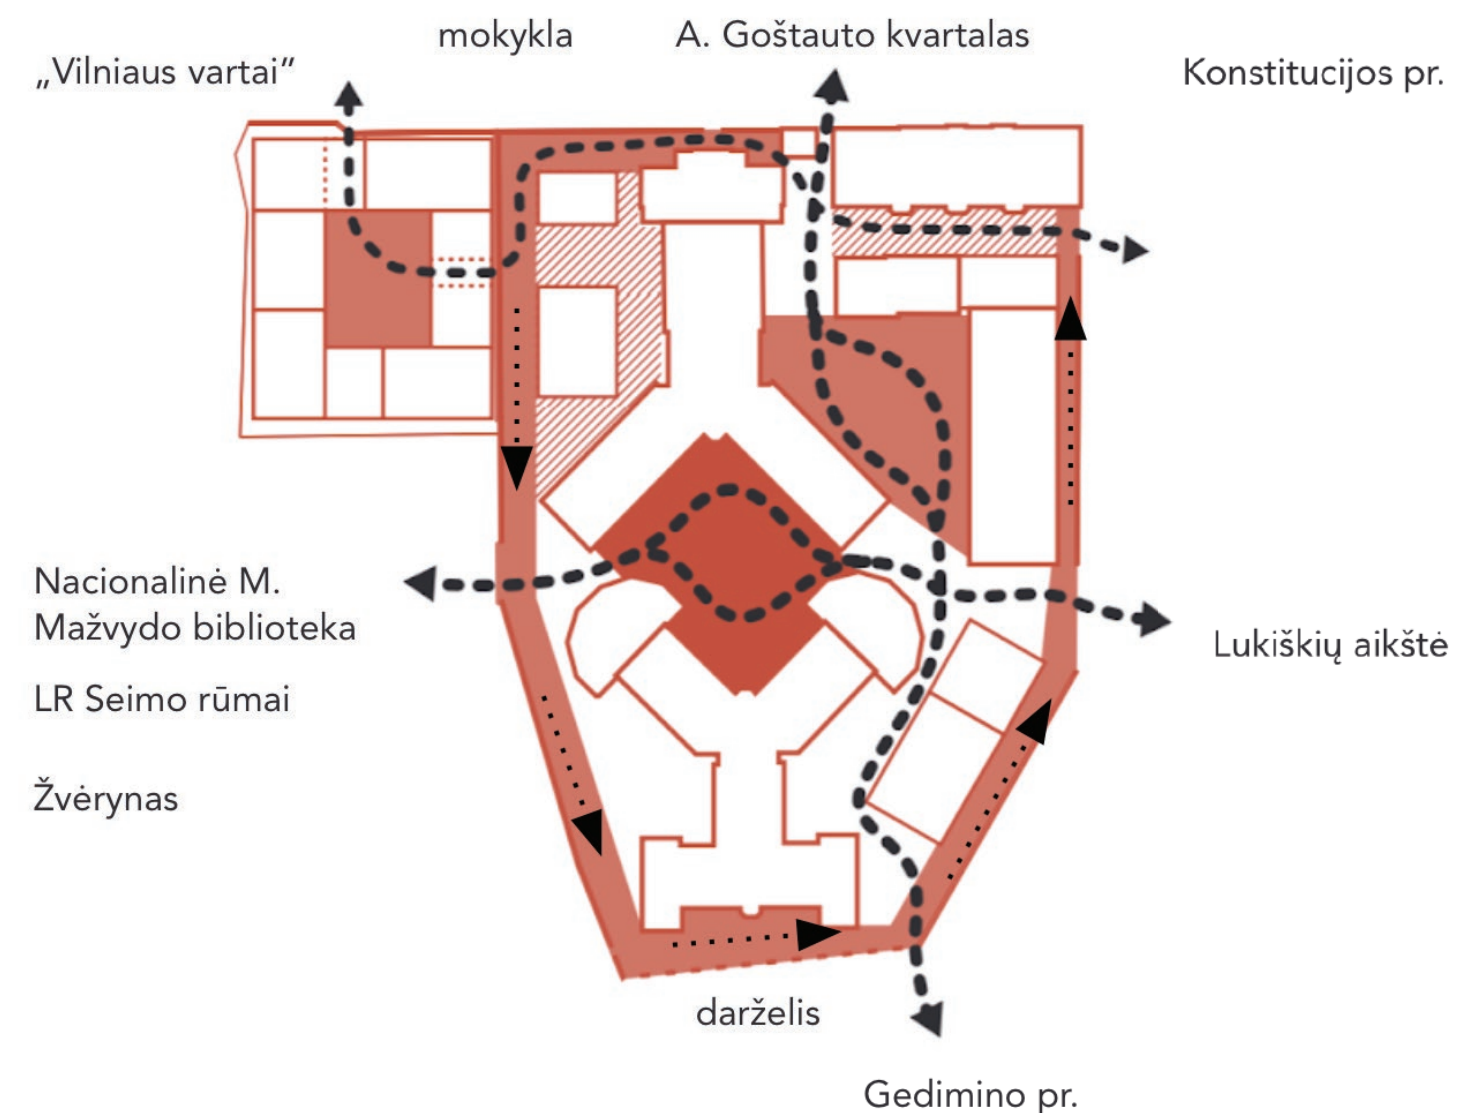 mokykla
A. Goštauto kvartalas
„Vilniaus vartai”
Konstitucijos pr.
Nacionalinė M.
Mažvydo biblioteka
Lukiškių aikštė
LR Seimo rūmai
Žvėrynas
darželis
Gedimino pr.